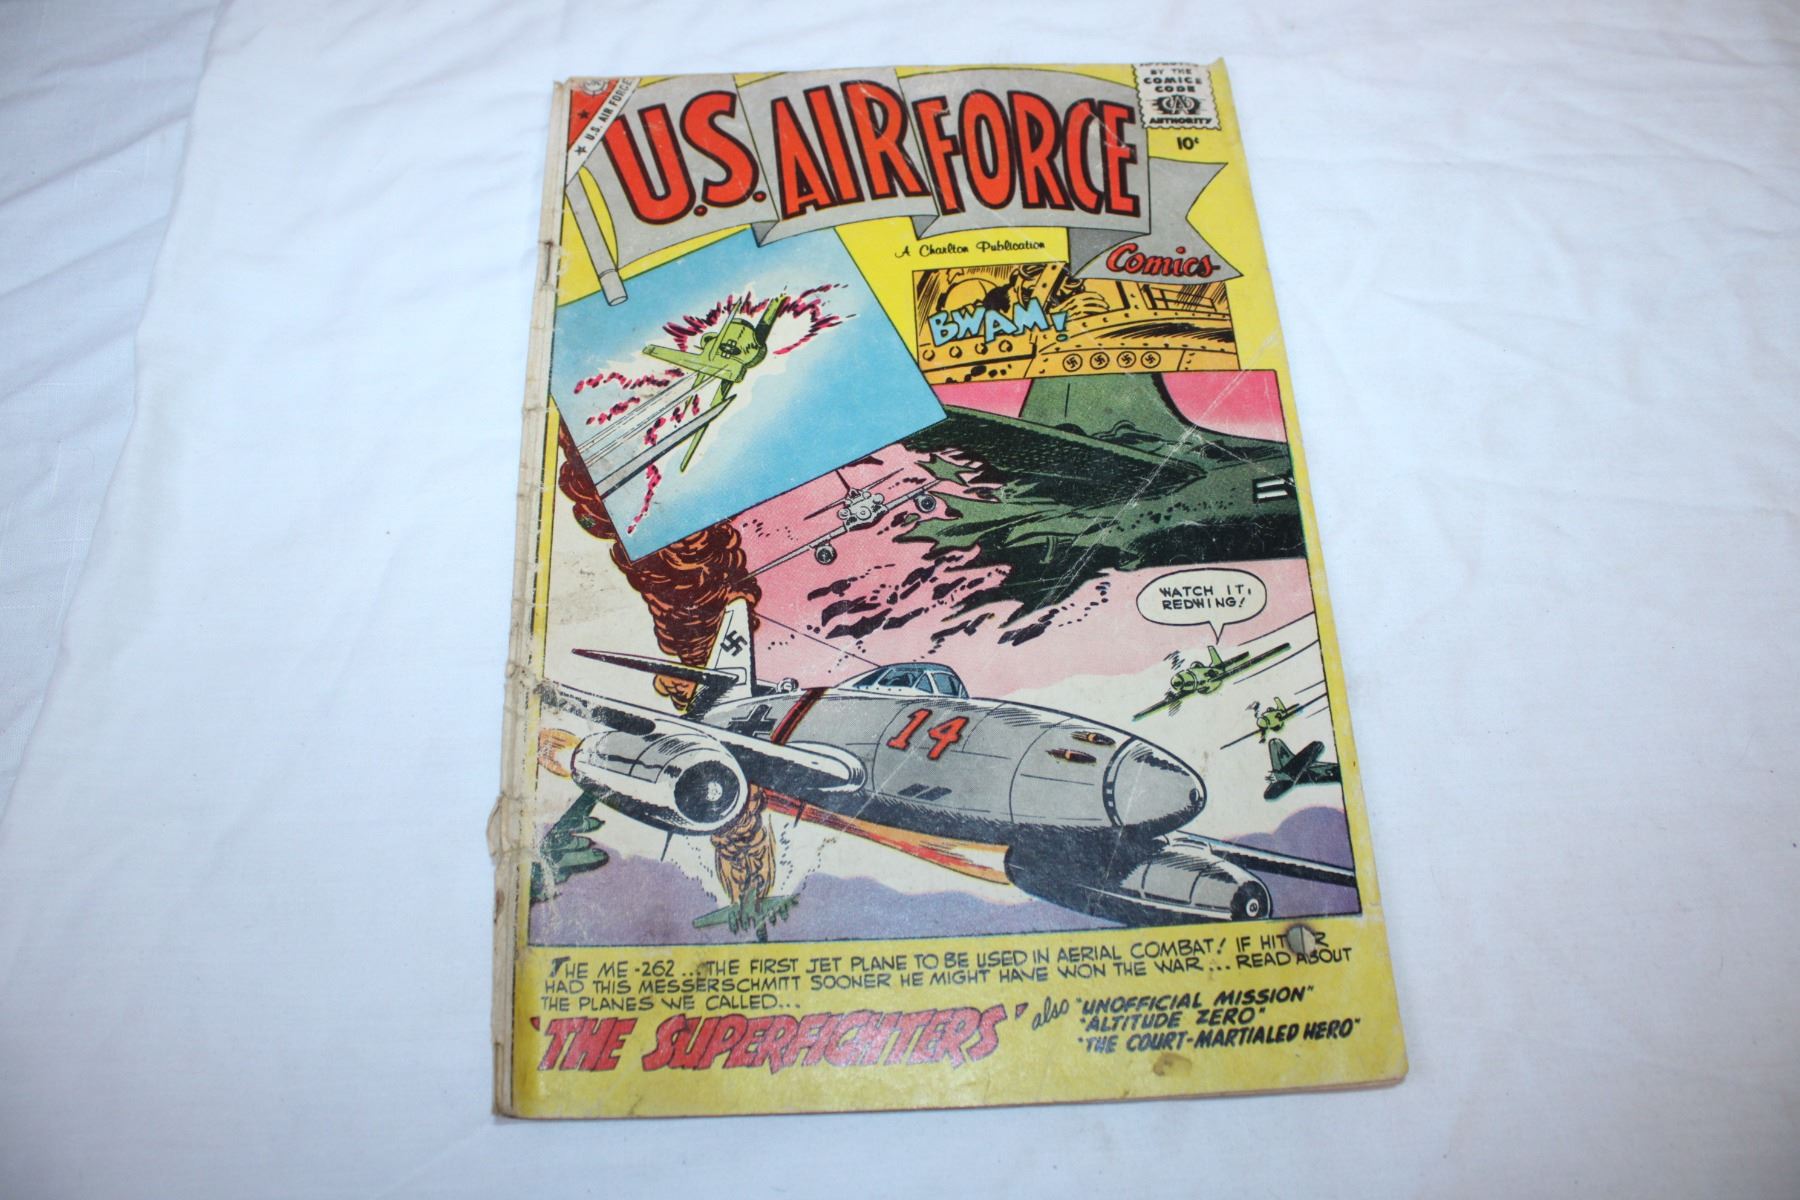 ★ U.S. AIR FORCE
BY THE
COMICS
CODE
CA
AUTHORITY
10¢
U.S. AIR FORCE
Comics
A Charlton Publication
BWAM!
WATCH IT,
REDWING!
14
THE ME-262...THE FIRST JET PLANE TO BE USED IN AERIAL COMBAT! IF HIT R
HAD THIS MESSERSCHMITT SOONER HE MIGHT HAVE WON THE WAR... READ ABOUT
THE PLANES WE CALLED...
'THE SUPERFIGHTERS'
also "UNOFFICIAL MISSION"
"ALTITUDE ZERO"
"THE COURT-MARTIALED HERO"